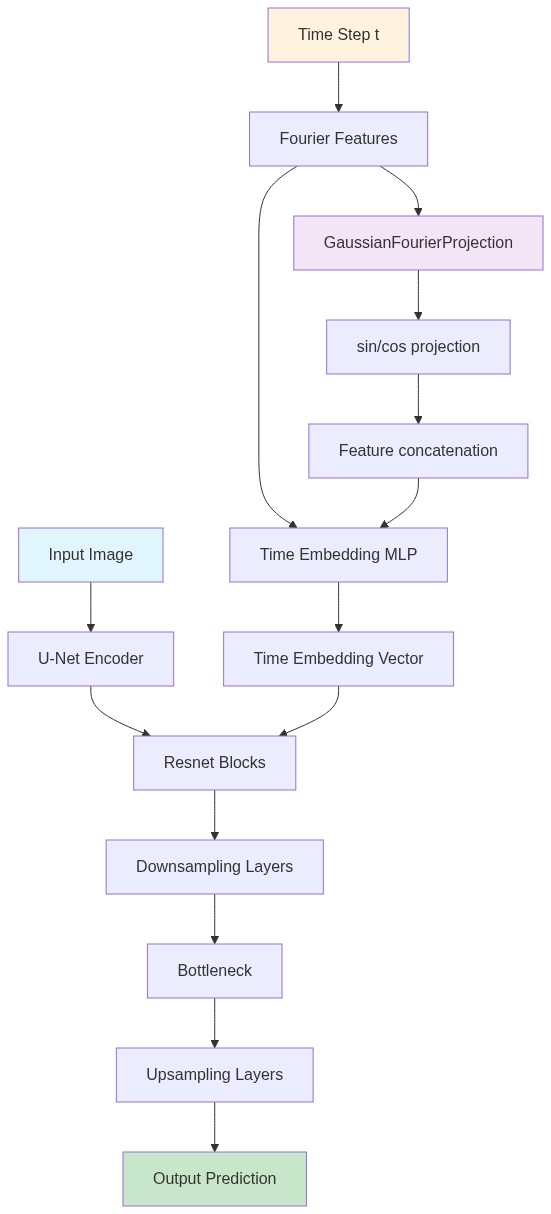 Time Step t
Fourier Features
GaussianFourierProjection
sin/cos projection
Feature concatenation
Input Image
Time Embedding MLP
U-Net Encoder
Time Embedding Vector
Resnet Blocks
Downsampling Layers
Bottleneck
Upsampling Layers
Output Prediction